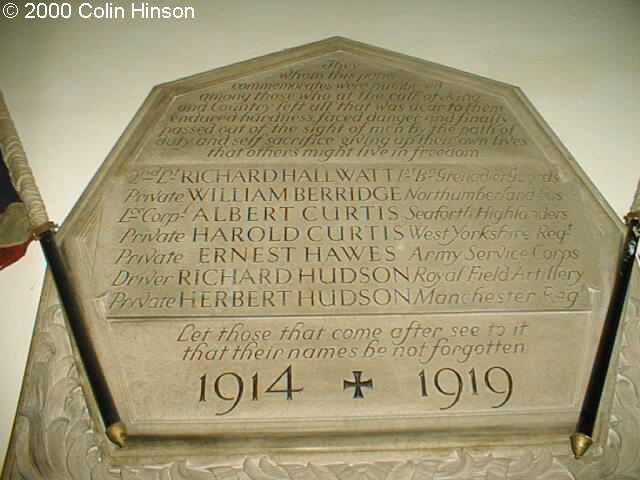 © 2000 Colin Hinson
They
whom this panel
commemorates were numbered
among those who at the call of King
and Country left all that was dear to them
endured hardness, faced danger and finally
passed out of the sight of men by the path of
duty and self sacrifice giving up their own lives
that others might live in freedom
2nd Lt RICHARD HALL WATT 1st Bn Grenadier Guards
Private WILLIAM BERRIDGE Northumberland Fus
Lce Corpl ALBERT CURTIS Seaforth Highlanders
Private HAROLD CURTIS West Yorkshire Regt
Private ERNEST HAWES Army Service Corps
Driver RICHARD HUDSON Royal Field Artillery
Private HERBERT HUDSON Manchester Reg
Let those that come after see to it
that their names be not forgotten
1914 ✠ 1919